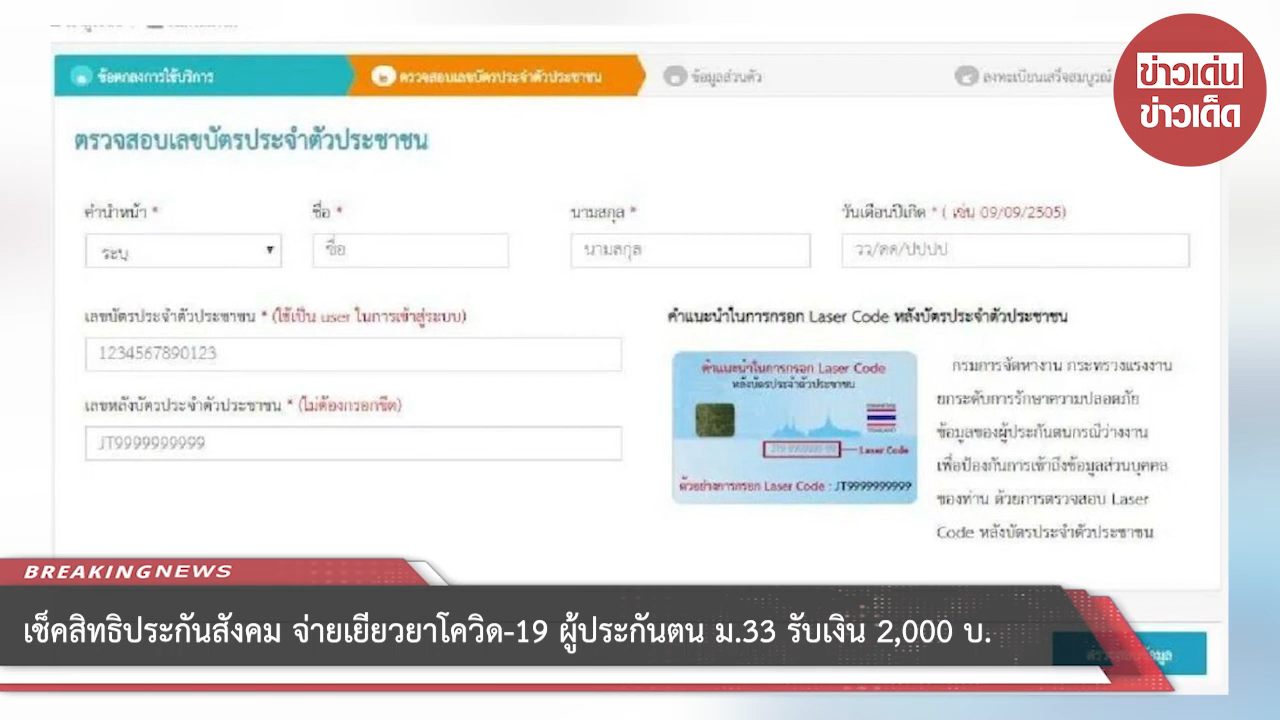 ข้อตกลงการใช้บริการ
ตรวจสอบเลขบัตรประจำตัวประชาชน
ข้อมูลส่วนตัว
ลงทะเบียนเสร็จสมบูรณ์
ข่าวเด่น
ข่าวเด็ด
ตรวจสอบเลขบัตรประจำตัวประชาชน
คำนำหน้า *
ชื่อ *
นามสกุล *
วันเดือนปีเกิด * ( เช่น 09/09/2505)
ระบุ
ชื่อ
นามสกุล
วว/ดด/ปปปป
เลขบัตรประจำตัวประชาชน * (ใช้เป็น user ในการเข้าสู่ระบบ)
1234567890123
เลขหลังบัตรประจำตัวประชาชน * (ไม่ต้องกรอกขีด)
JT9999999999
คำแนะนำในการกรอก Laser Code หลังบัตรประจำตัวประชาชน
คำแนะนำในการกรอก Laser Code
หลังบัตรประจำตัวประชาชน
Laser Code
ตัวอย่างการกรอก Laser Code : JT9999999999
กรมการจัดหางาน กระทรวงแรงงาน
ยกระดับการรักษาความปลอดภัย
ข้อมูลของผู้ประกันตนกรณีว่างงาน
เพื่อป้องกันการเข้าถึงข้อมูลส่วนบุคคล
ของท่าน ด้วยการตรวจสอบ Laser
Code หลังบัตรประจำตัวประชาชน
BREAKING NEWS
เช็คสิทธิประกันสังคม จ่ายเยียวยาโควิด-19 ผู้ประกันตน ม.33 รับเงิน 2,000 บ.